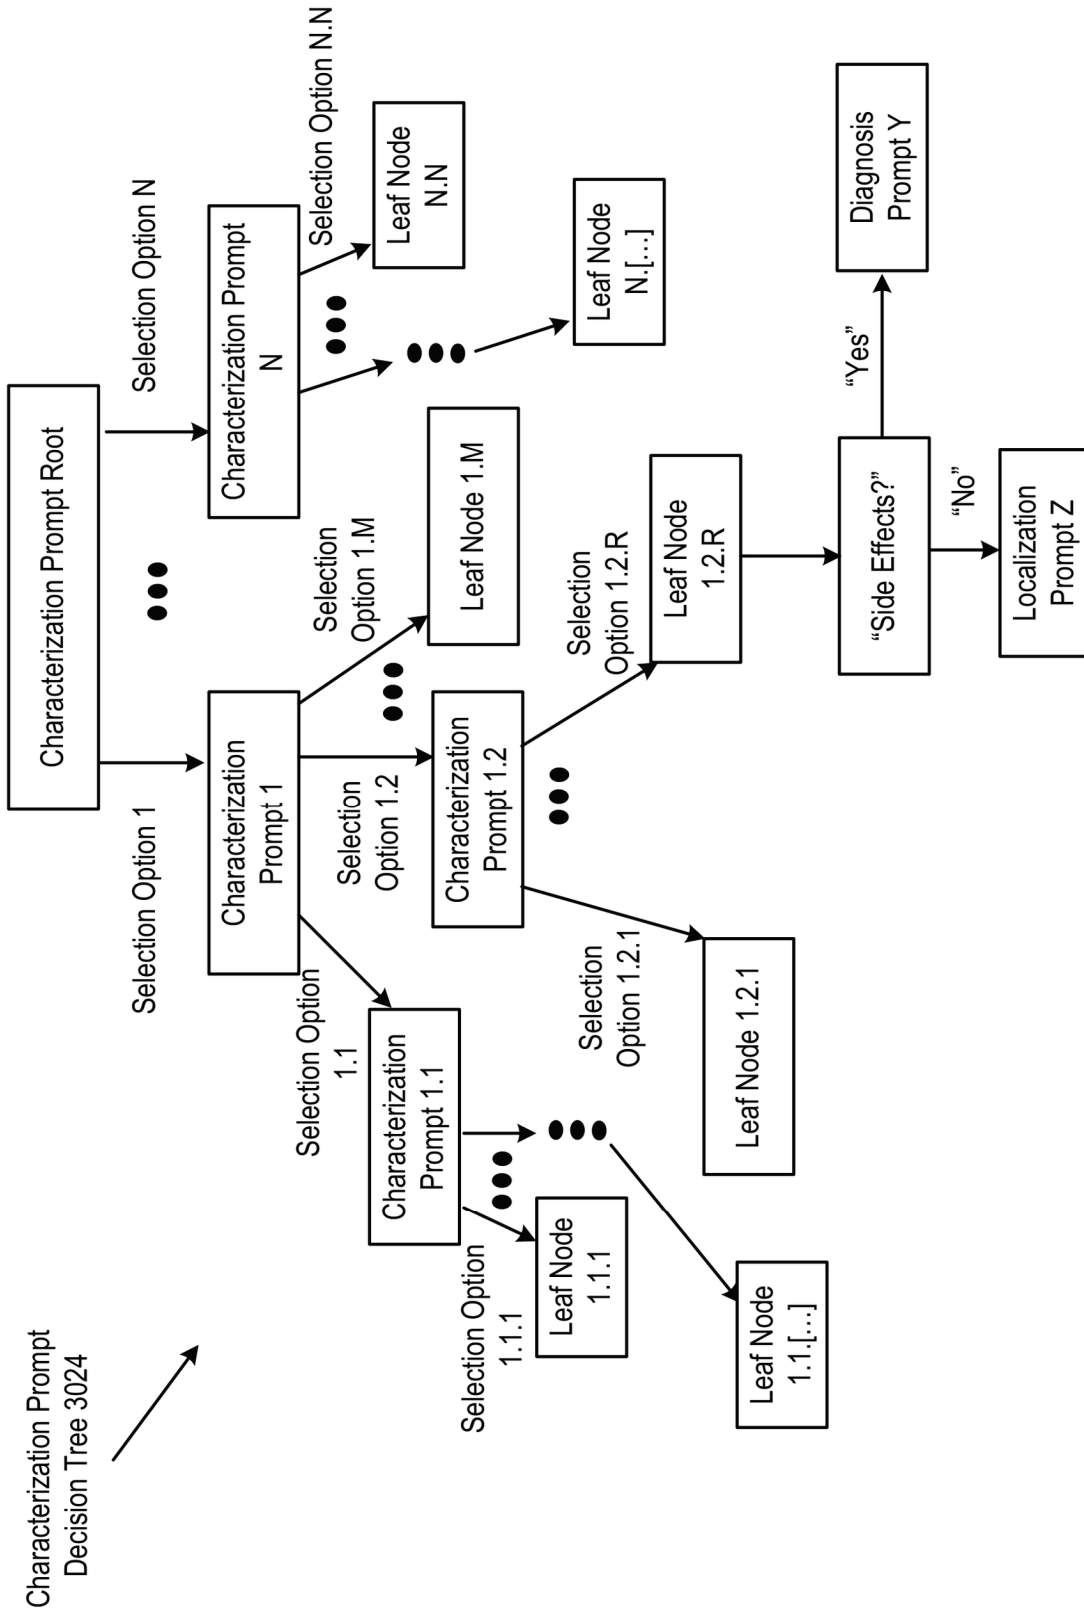 Characterization Prompt
Decision Tree 3024
Characterization Prompt Root
Selection Option 1
Selection Option N
Characterization
Prompt 1
Characterization Prompt
N
Selection Option
1.1
Selection
Option 1.2
Selection
Option 1.M
Selection Option N.N
Characterization
Prompt 1.1
Characterization
Prompt 1.2
Leaf Node 1.M
Leaf Node
N.N
Selection Option
1.1.1
Leaf Node
1.1.1
Selection
Option 1.2.1
Selection
Option 1.2.R
Leaf Node
N.[...]
Leaf Node
1.1.[...]
Leaf Node 1.2.1
Leaf Node
1.2.R
“Side Effects?”
“Yes”
Diagnosis
Prompt Y
“No”
Localization
Prompt Z